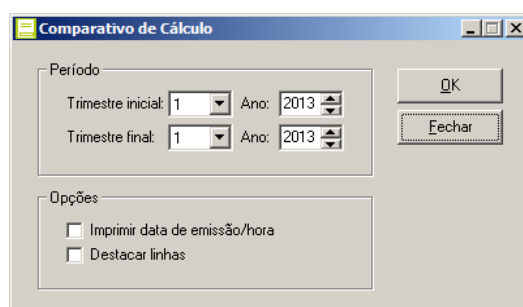 Comparativo de Cálculo
Período
Trimestre inicial: 1 Ano: 2013
Trimestre final: 1 Ano: 2013
OK
Fechar
Opções
Imprimir data de emissão/hora
Destacar linhas